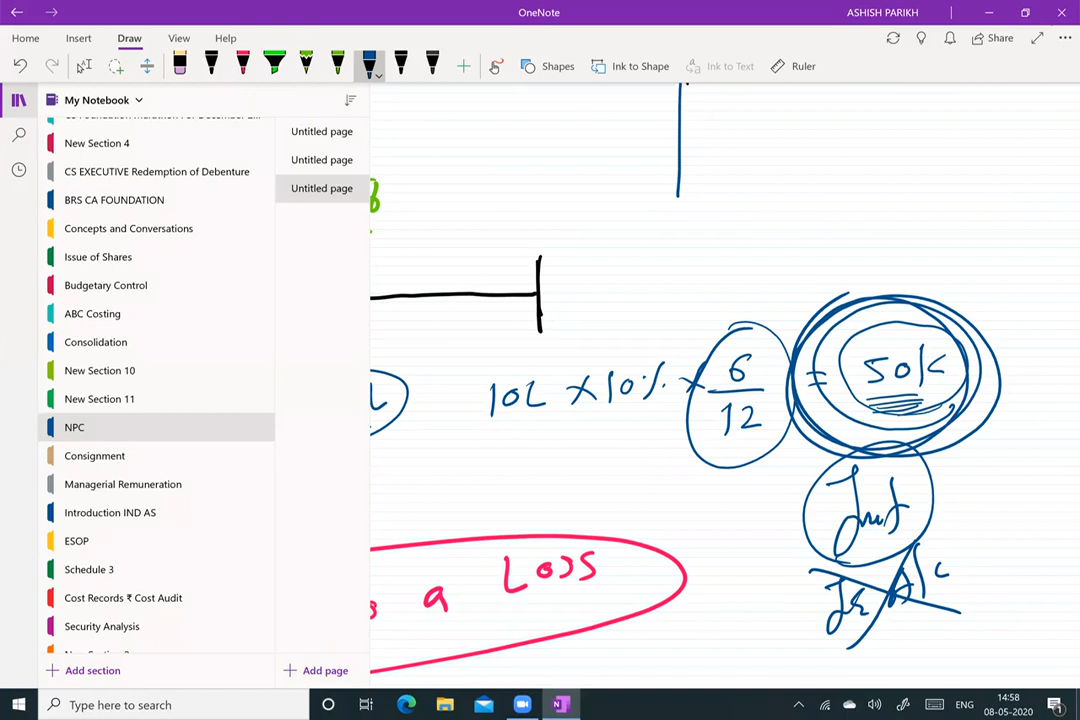 OneNote
ASHISH PARIKH
Home
Insert
Draw
View
Help
Share
Shapes
Ink to Shape
Ink to Text
Ruler
My Notebook
New Section 4
CS EXECUTIVE Redemption of Debenture
BRS CA FOUNDATION
Concepts and Conversations
Issue of Shares
Budgetary Control
ABC Costing
Consolidation
New Section 10
New Section 11
NPC
Consignment
Managerial Remuneration
Introduction IND AS
ESOP
Schedule 3
Cost Records ₹ Cost Audit
Security Analysis
Add section
Untitled page
Untitled page
Untitled page
Add page
10L × 10% × 6/12 = 50K
Int
a Loss
Type here to search
ENG
14:58
08-05-2020
1